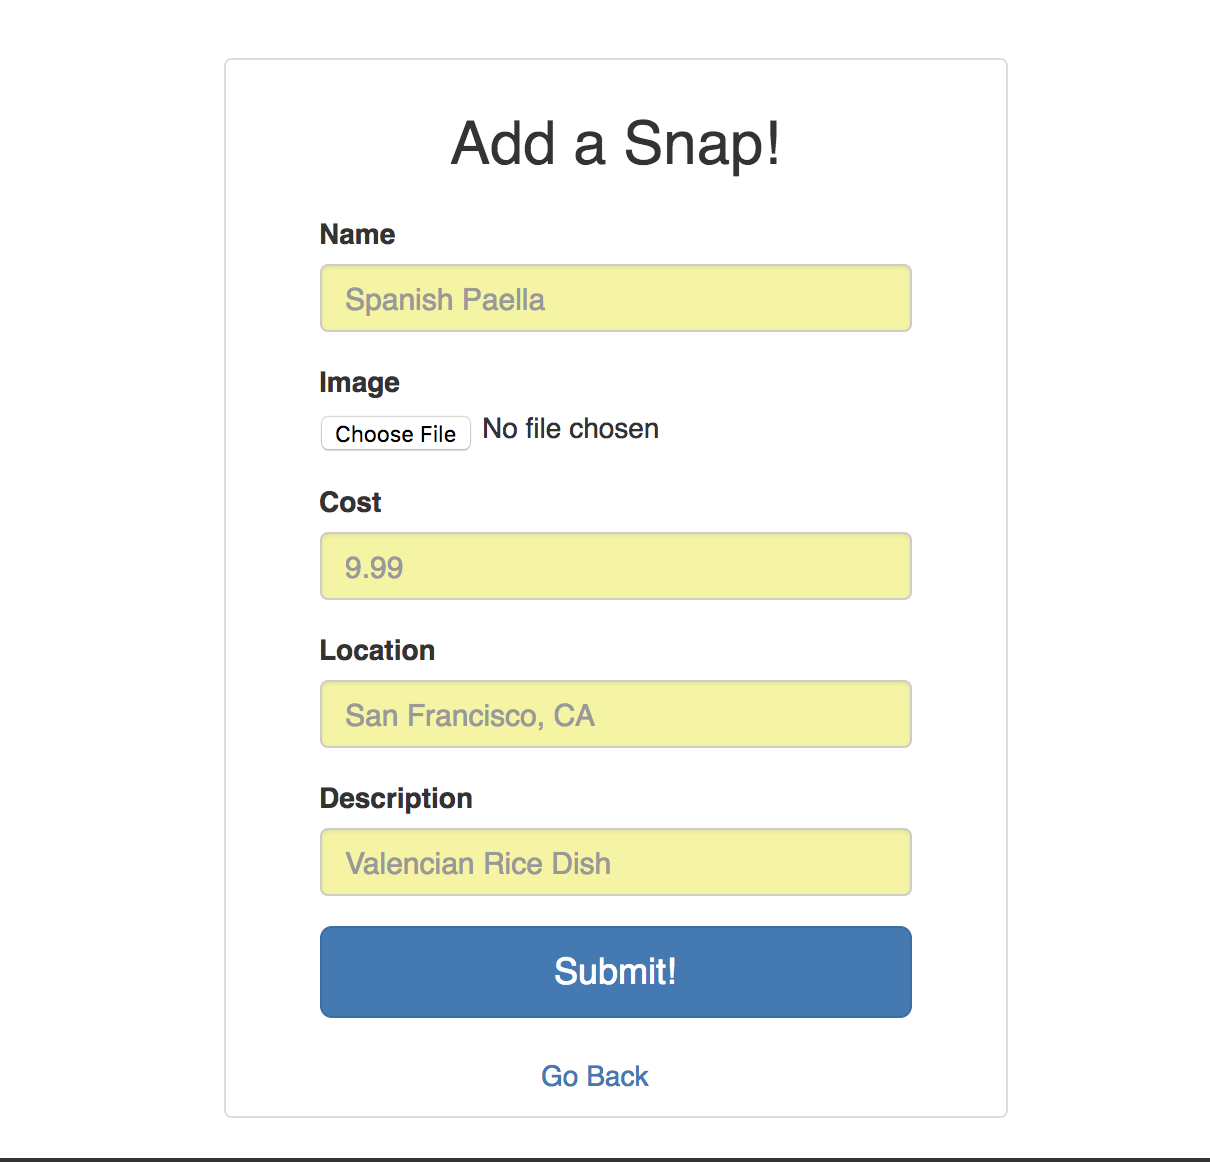 Add a Snap!
Name
Spanish Paella
Image
Choose File No file chosen
Cost
9.99
Location
San Francisco, CA
Description
Valencian Rice Dish
Submit!
Go Back